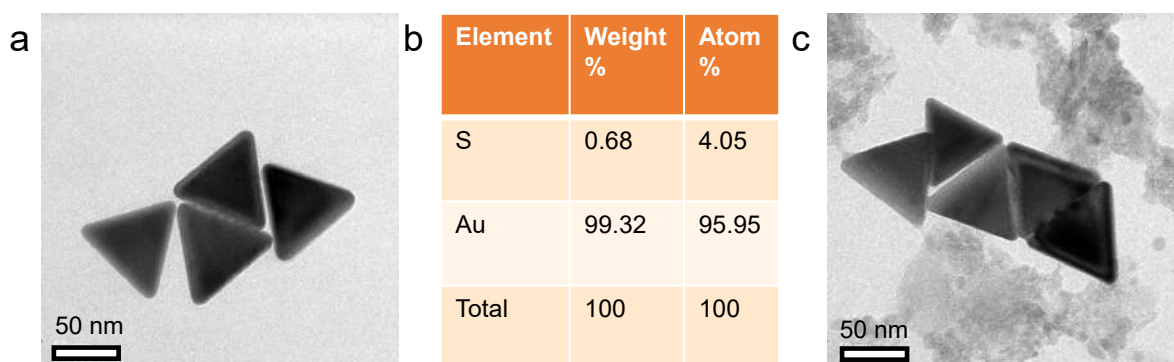 a
50 nm
b
Element Weight % Atom %
S 0.68 4.05
Au 99.32 95.95
Total 100 100
c
50 nm